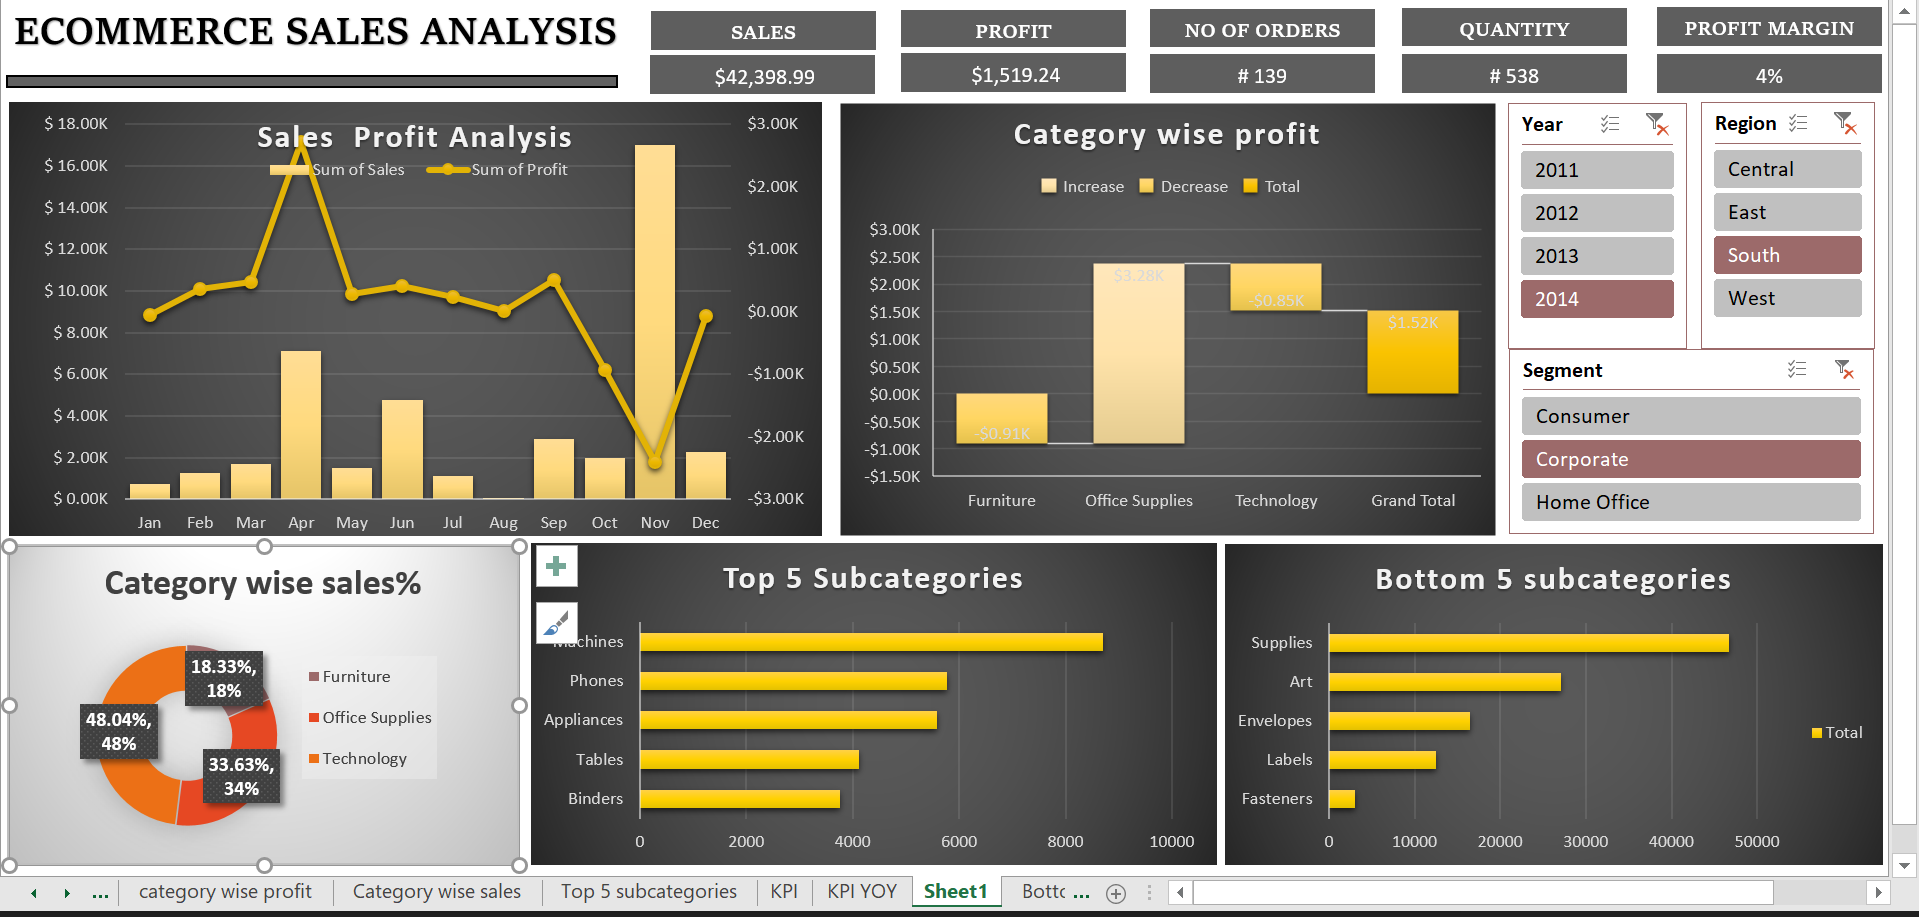 ECOMMERCE SALES ANALYSIS
SALES
$42,398.99
PROFIT
$1,519.24
NO OF ORDERS
# 139
QUANTITY
# 538
PROFIT MARGIN
4%
Sales  Profit Analysis
Sum of Sales
Sum of Profit
$ 18.00K
$ 16.00K
$ 14.00K
$ 12.00K
$ 10.00K
$ 8.00K
$ 6.00K
$ 4.00K
$ 2.00K
$ 0.00K
$3.00K
$2.00K
$1.00K
$0.00K
-$1.00K
-$2.00K
-$3.00K
Jan Feb Mar Apr May Jun Jul Aug Sep Oct Nov Dec
Category wise profit
Increase Decrease Total
$3.00K
$2.50K
$2.00K
$1.50K
$1.00K
$0.50K
$0.00K
-$0.50K
-$1.00K
-$1.50K
-$0.91K
$3.28K
-$0.85K
$1.52K
Furniture Office Supplies Technology Grand Total
Year
2011
2012
2013
2014
Region
Central
East
South
West
Segment
Consumer
Corporate
Home Office
Category wise sales%
18.33%,
18%
48.04%,
48%
33.63%,
34%
Furniture
Office Supplies
Technology
Top 5 Subcategories
Machines
Phones
Appliances
Tables
Binders
0 2000 4000 6000 8000 10000
Bottom 5 subcategories
Supplies
Art
Envelopes
Labels
Fasteners
0 10000 20000 30000 40000 50000
Total
... category wise profit Category wise sales Top 5 subcategories KPI KPI YOY Sheet1 Botto ...